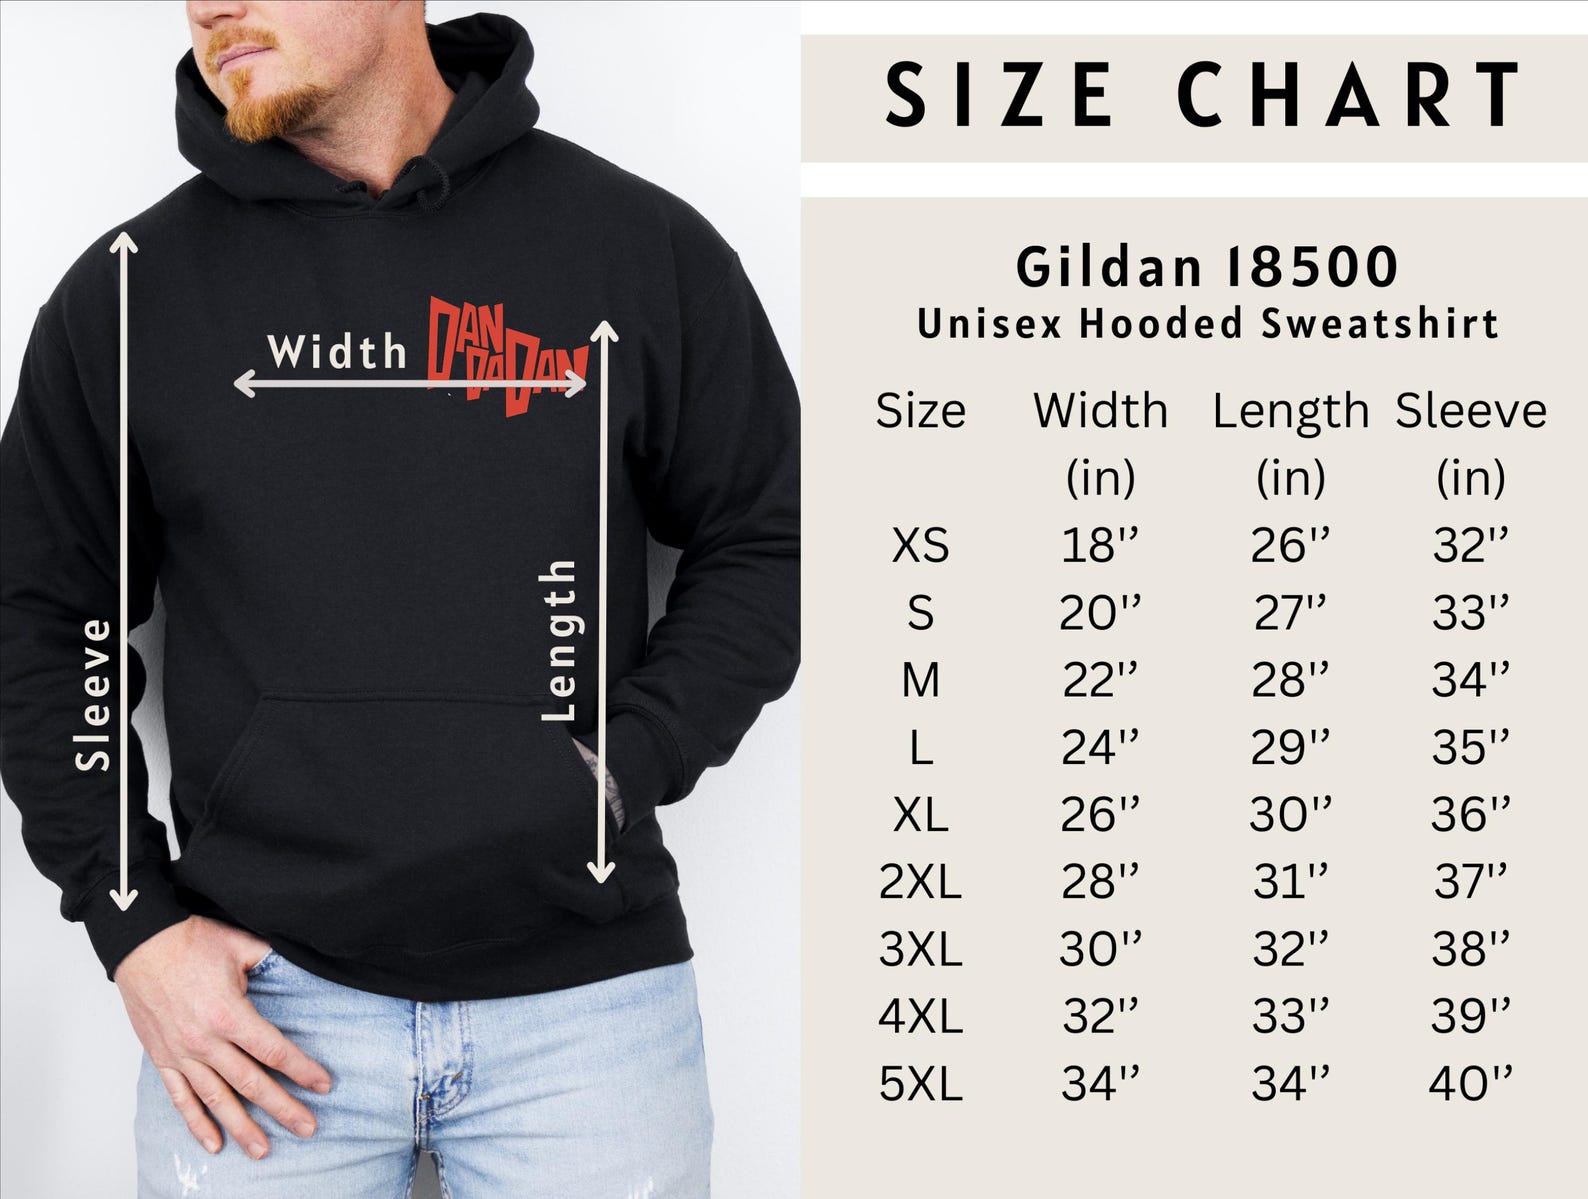 SIZE CHART
Gildan 18500
Unisex Hooded Sweatshirt
Size Width Length Sleeve
(in) (in) (in)
XS 18'' 26'' 32''
S 20'' 27'' 33''
M 22'' 28'' 34''
L 24'' 29'' 35''
XL 26'' 30'' 36''
2XL 28'' 31'' 37''
3XL 30'' 32'' 38''
4XL 32'' 33'' 39''
5XL 34'' 34'' 40''
Width
DAN
DA DAN
Length
Sleeve